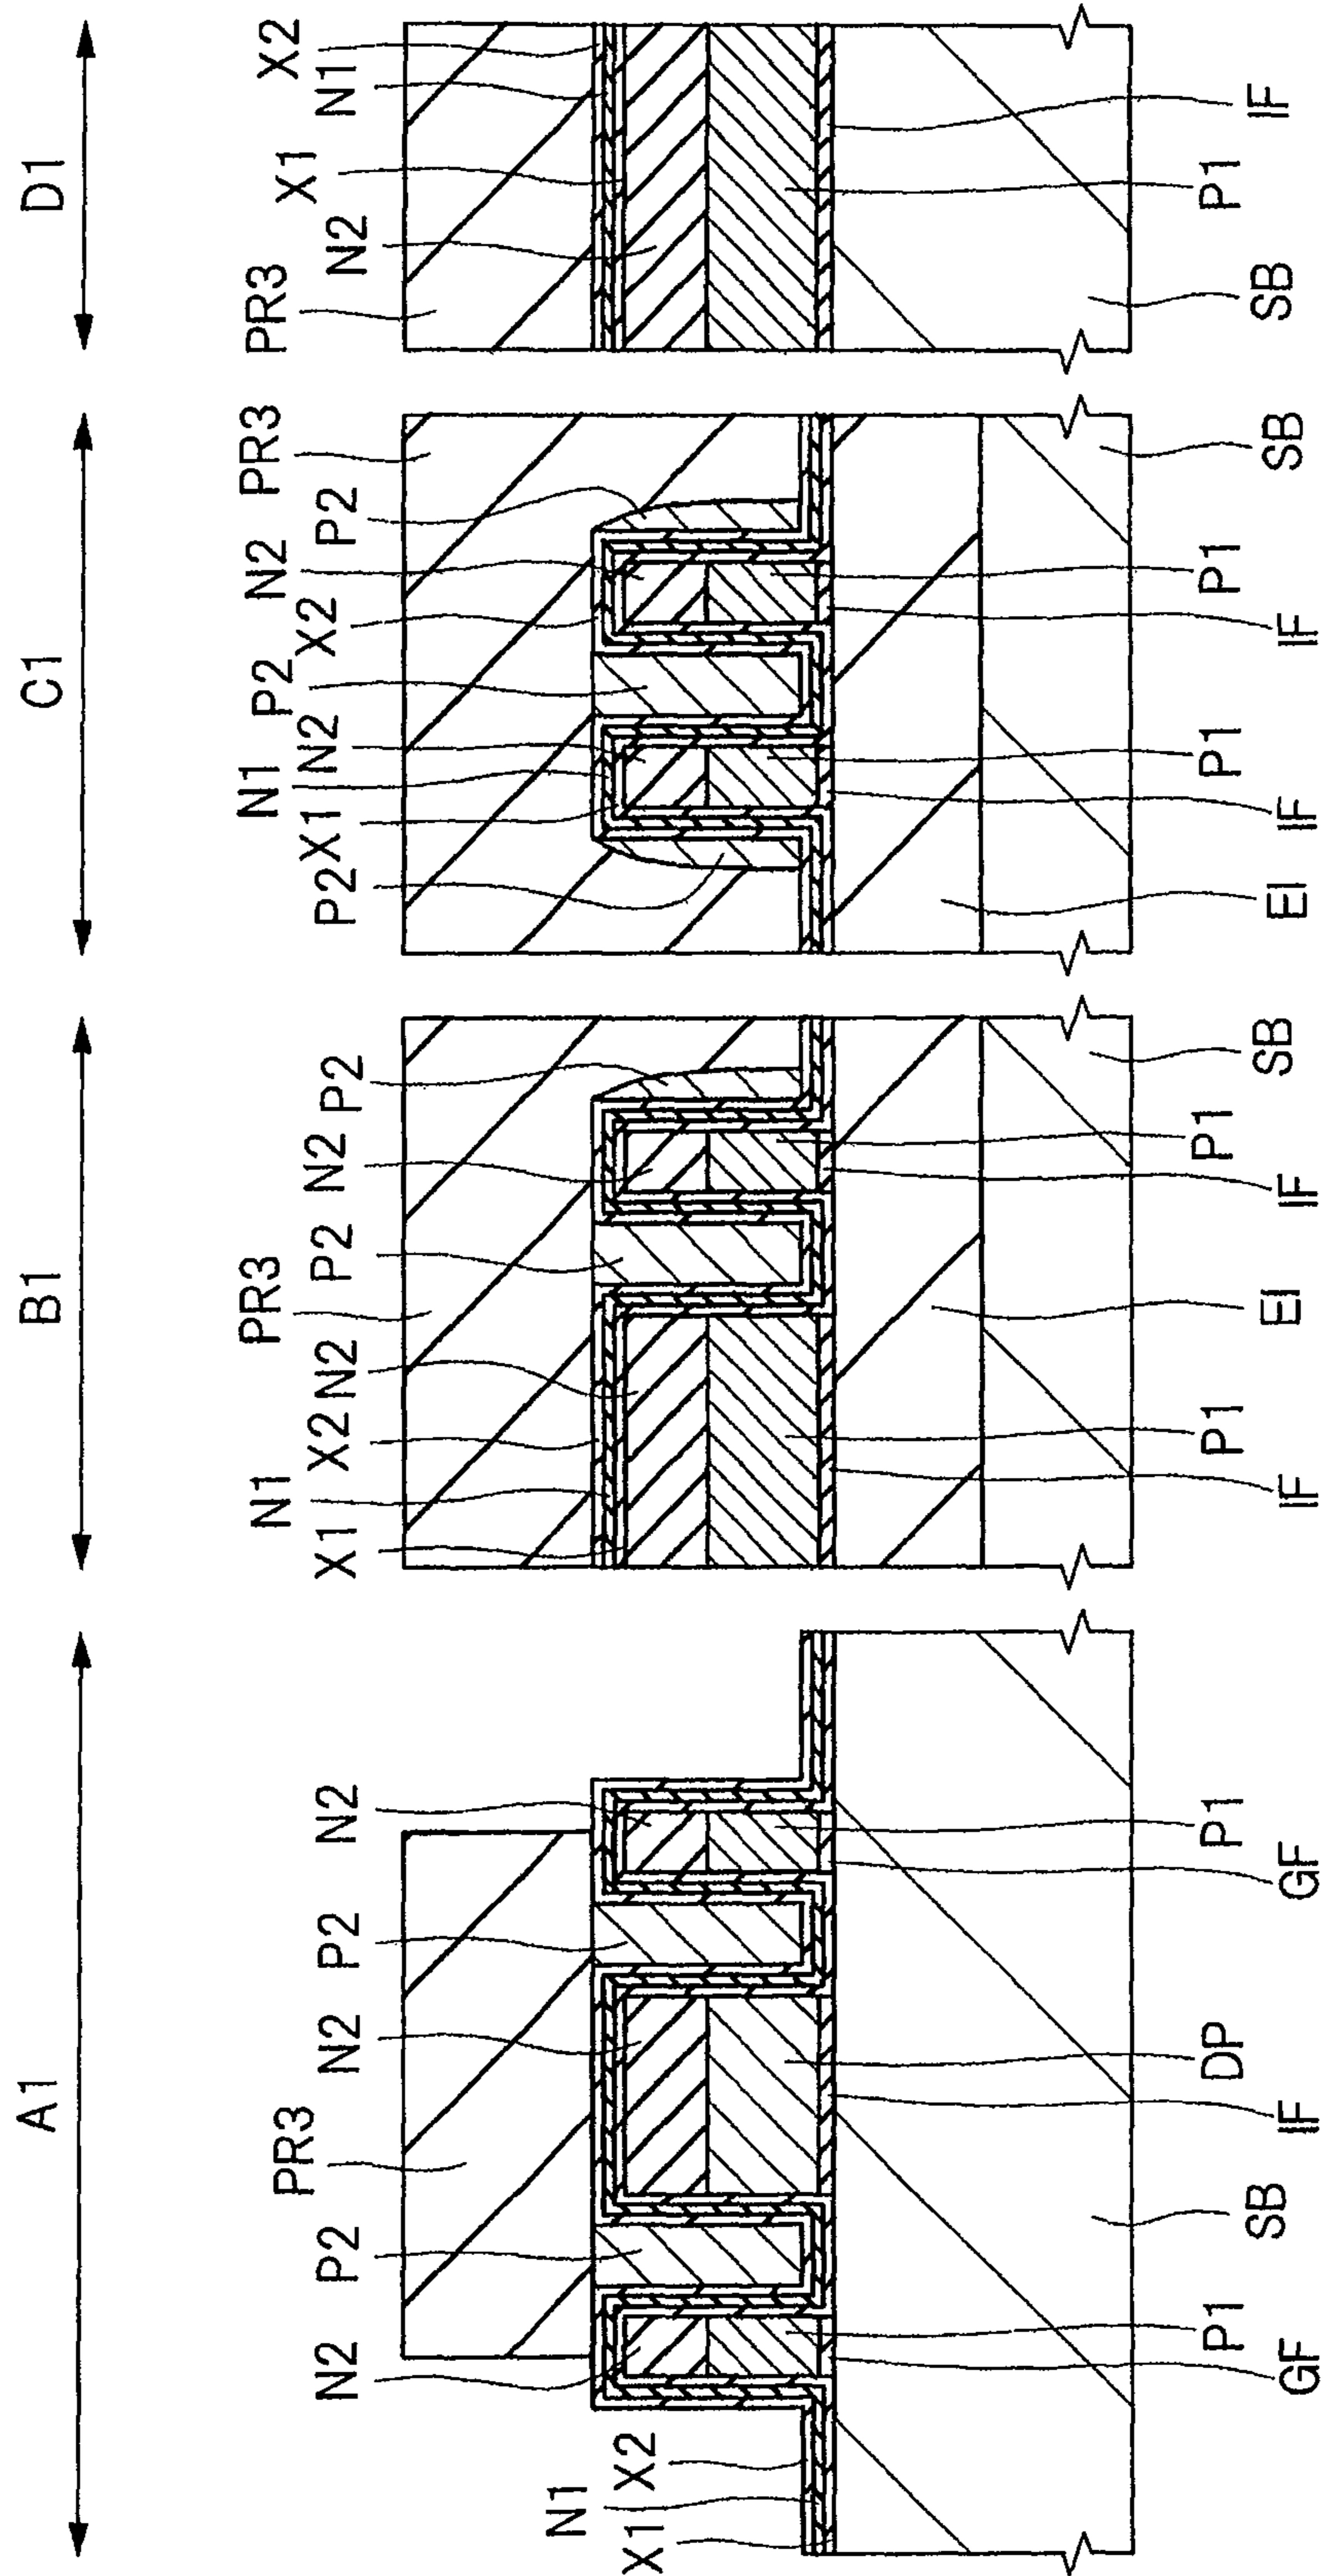 A1
B1
C1
D1
X1
N1
X2
N2
P2
PR3
N2
P2
N2
GF
P1
SB
IF
DP
GF
P1
X1
N1
X2
N2
PR3
P2
N2
P2
IF
P1
EI
IF
P1
SB
P2
X1
N1
N2
P2
X2
N2
P2
PR3
EI
IF
P1
IF
P1
SB
PR3
N2
X1
N1
X2
SB
P1
IF